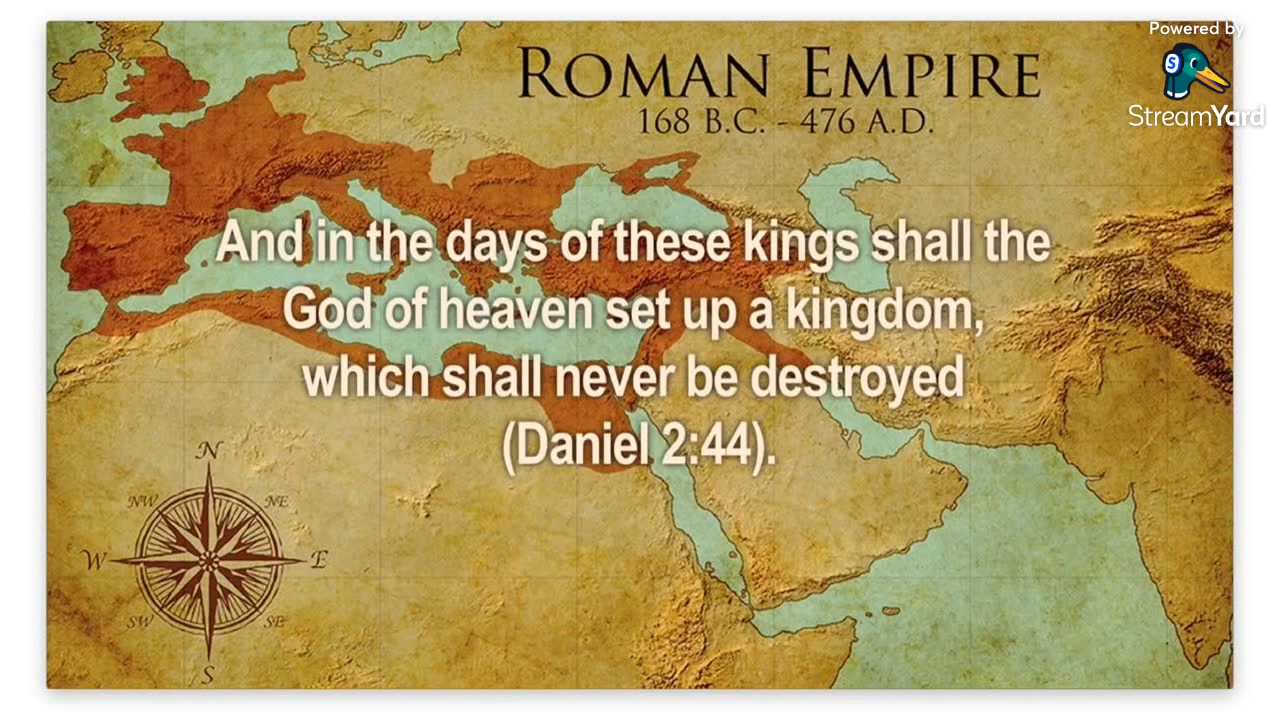 Powered by
StreamYard
ROMAN EMPIRE
168 B.C. - 476 A.D.
And in the days of these kings shall the
God of heaven set up a kingdom,
which shall never be destroyed
(Daniel 2:44).
N
NW NE
W E
SW SE
S
S